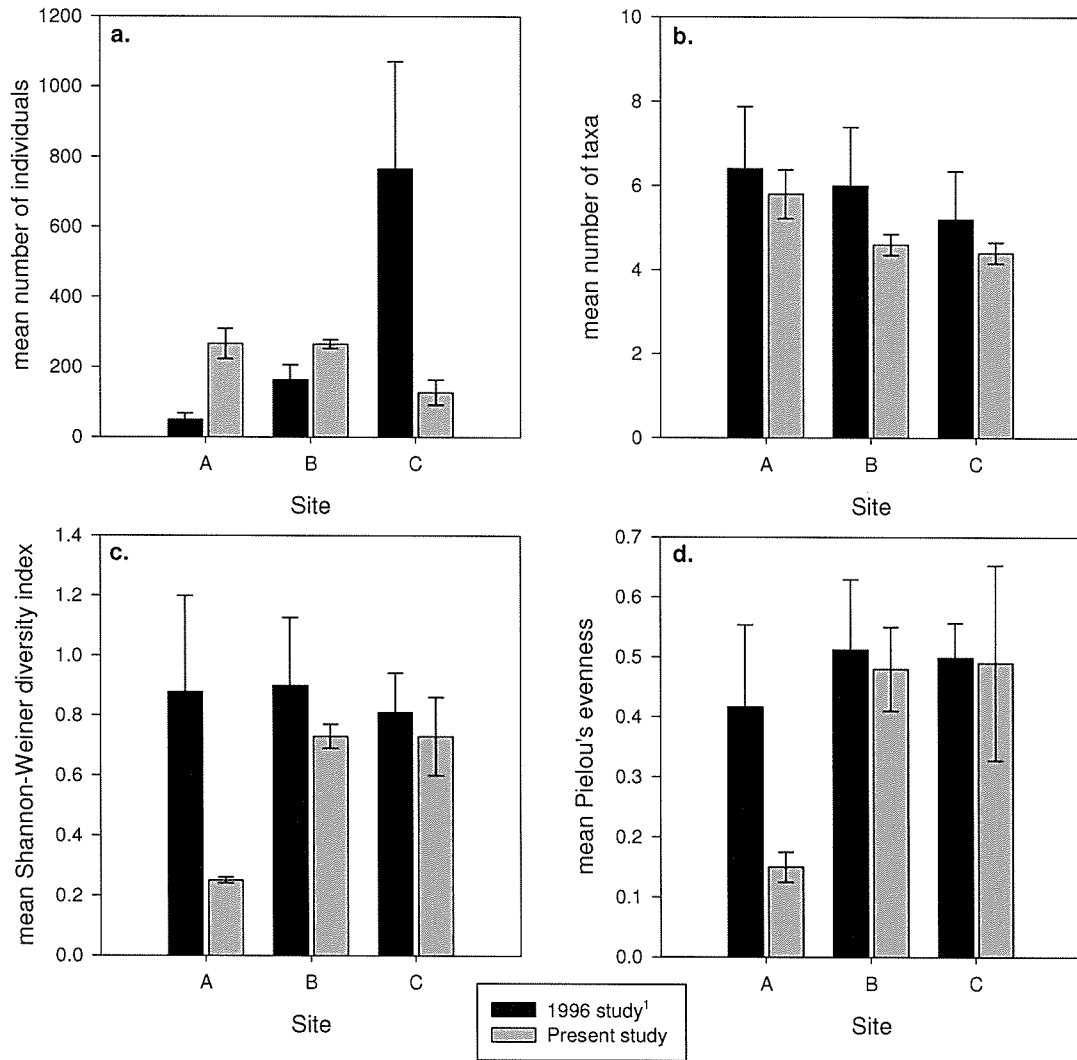 a.
mean number of individuals
1200
1000
800
600
400
200
0
A B C
Site
b.
mean number of taxa
10
8
6
4
2
0
A B C
Site
c.
mean Shannon-Weiner diversity index
1.4
1.2
1.0
0.8
0.6
0.4
0.2
0.0
A B C
Site
d.
mean Pielou's evenness
0.7
0.6
0.5
0.4
0.3
0.2
0.1
0.0
A B C
Site
1996 study¹
Present study